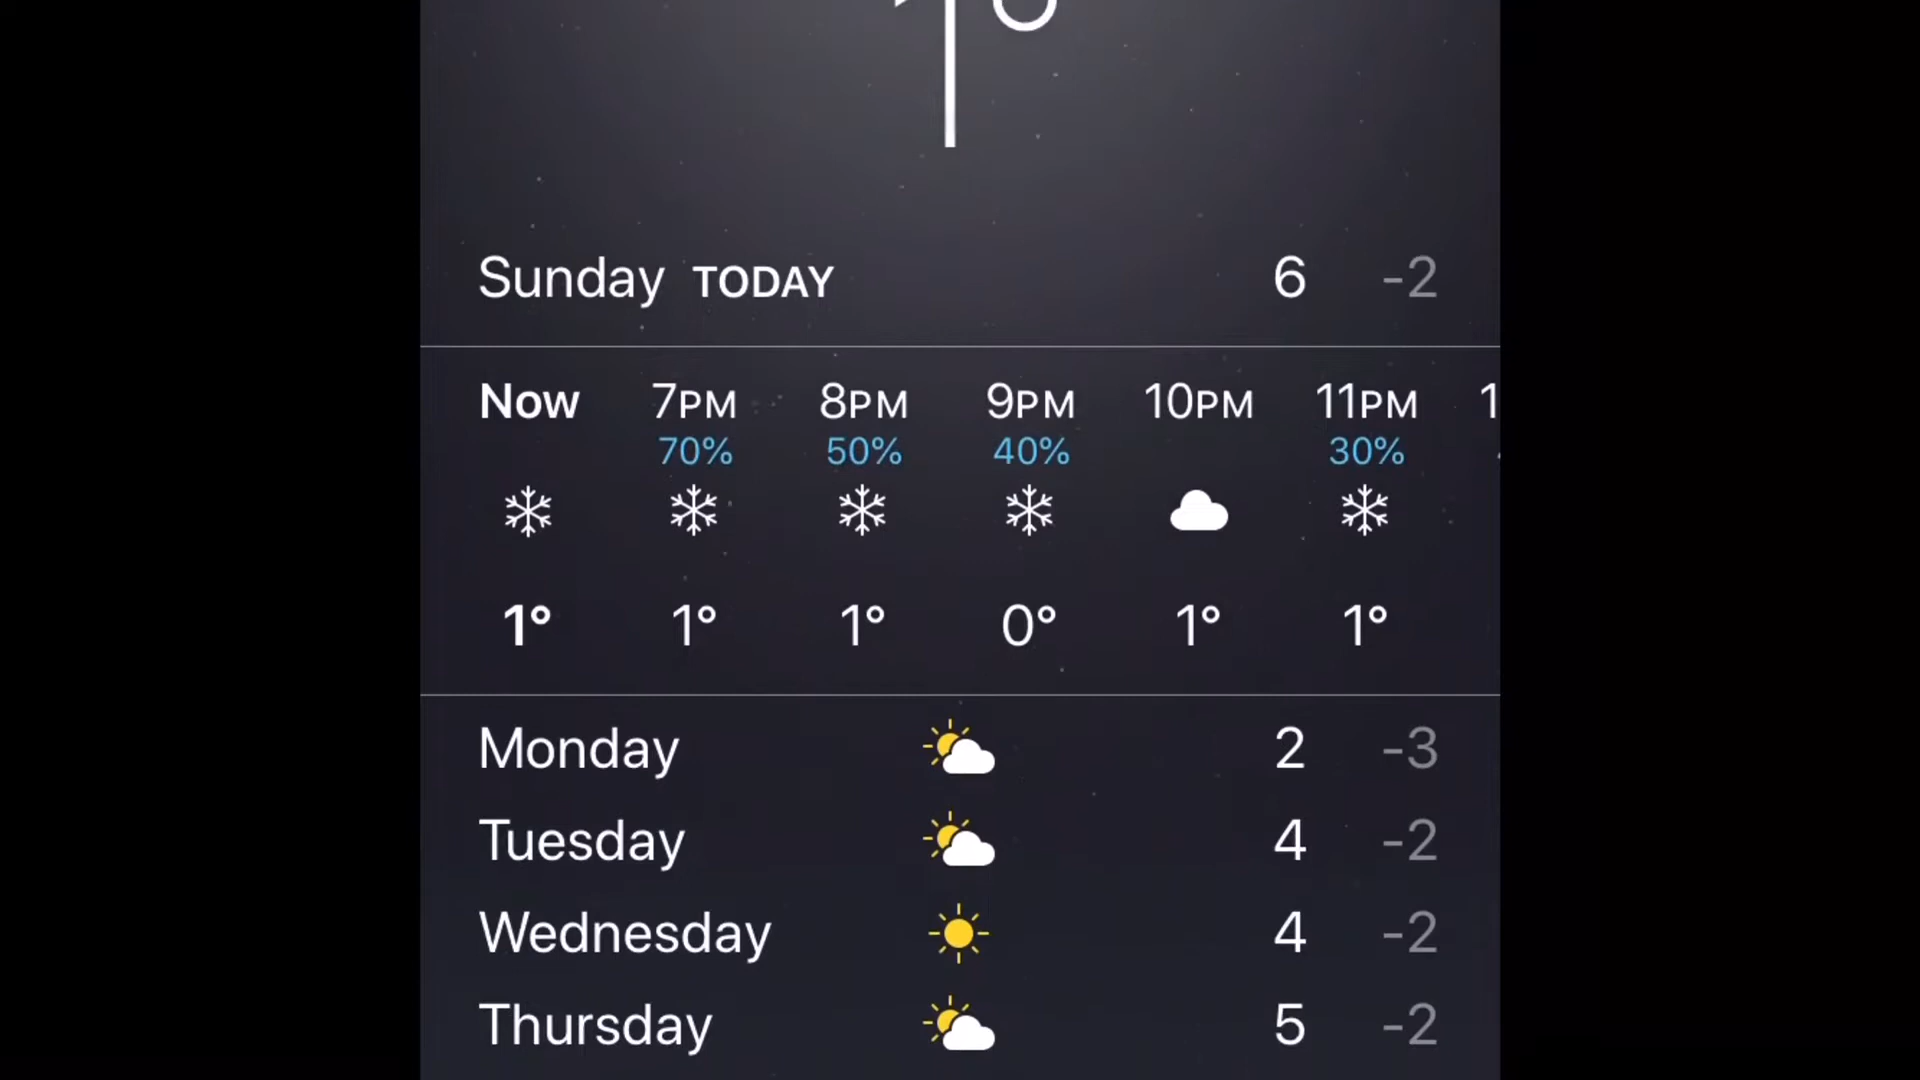 1°
Sunday TODAY 6 -2
Now 7PM 8PM 9PM 10PM 11PM
70% 50% 40% 30%
1° 1° 1° 0° 1° 1°
Monday 2 -3
Tuesday 4 -2
Wednesday 4 -2
Thursday 5 -2